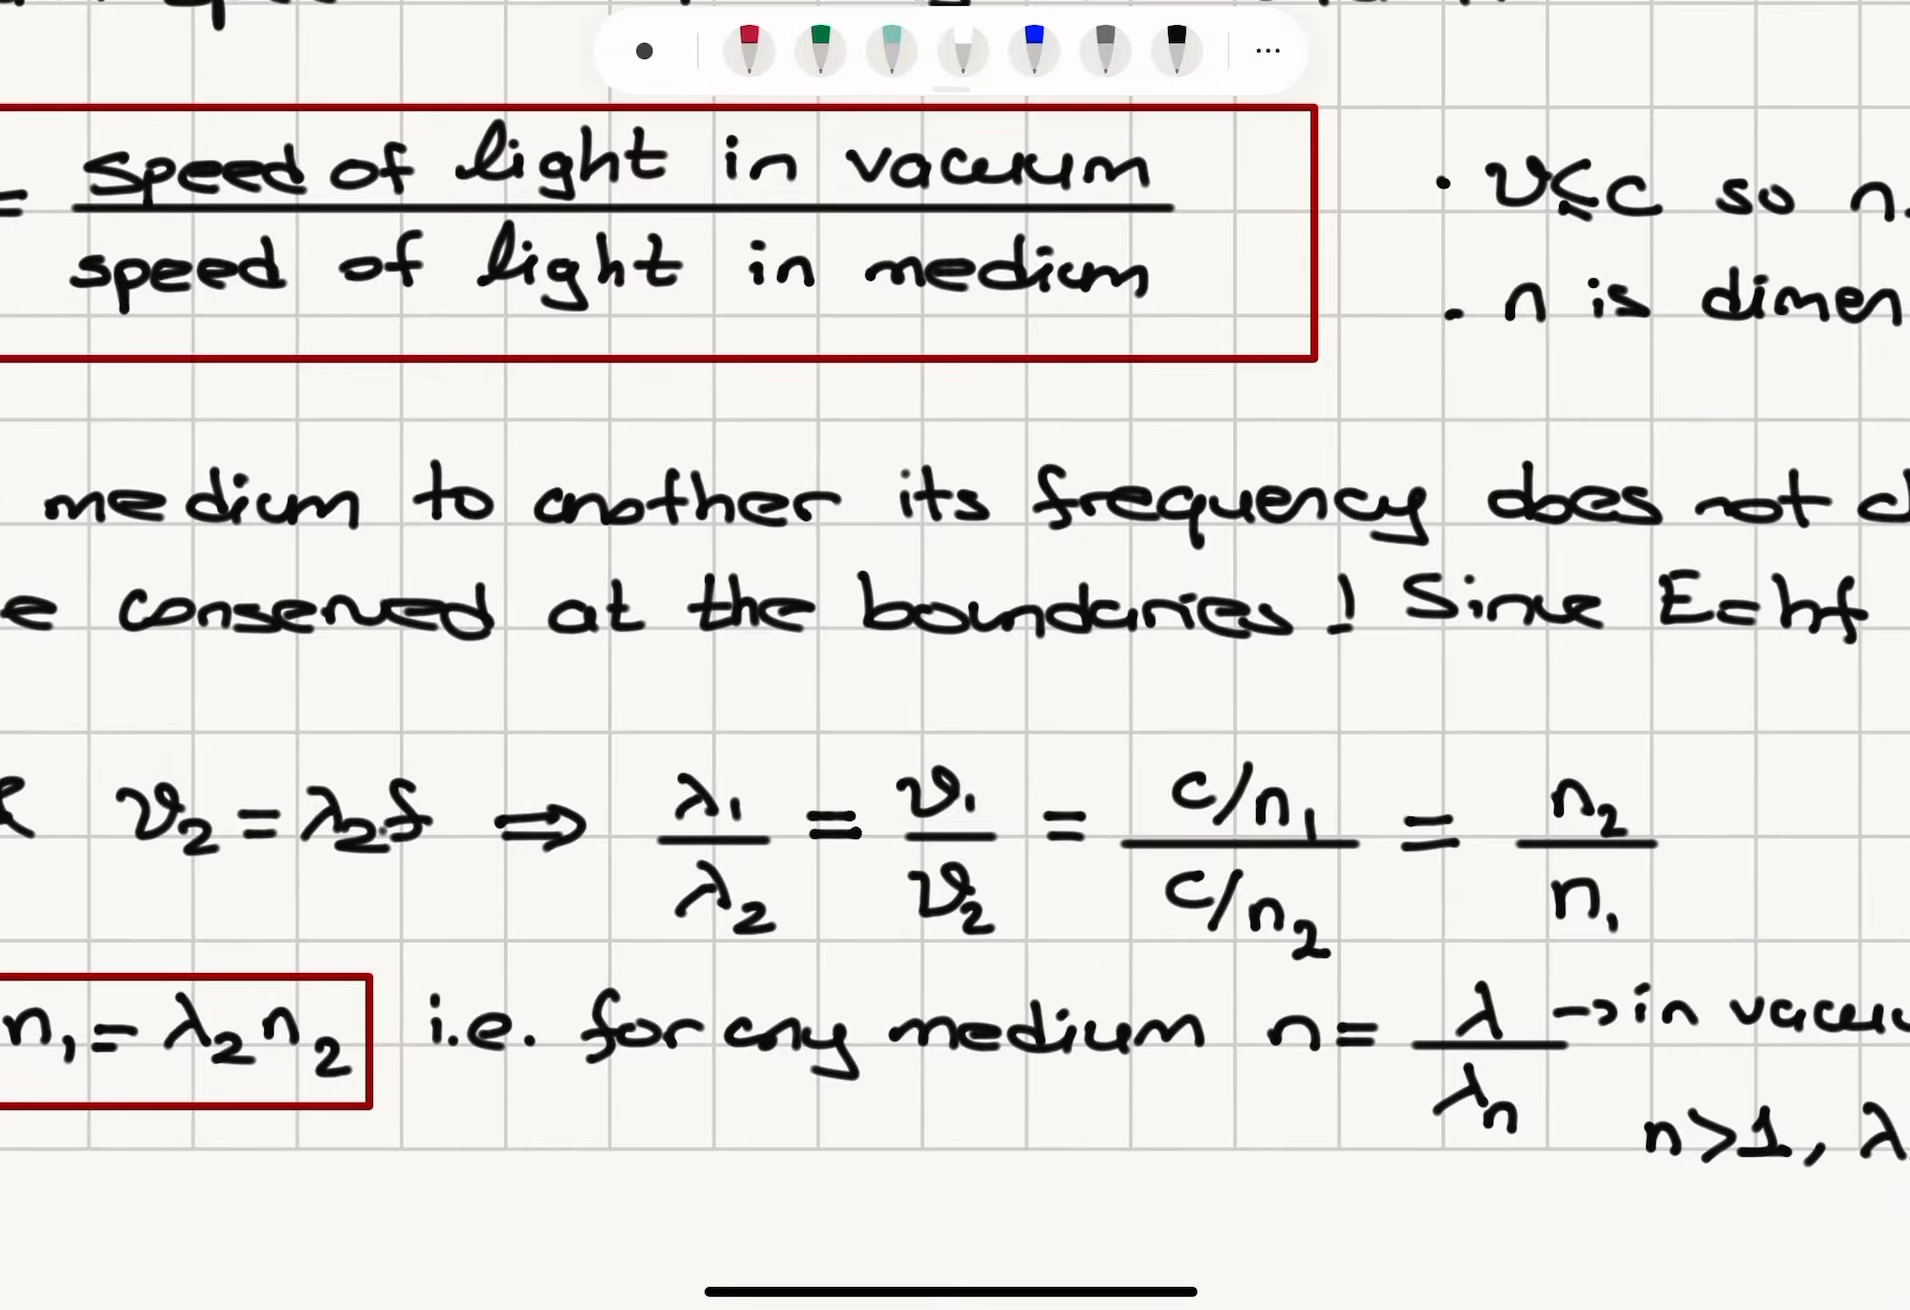 = speed of light in vacuum / speed of light in medium
· v≤c so n
. n is dimen
medium to another its frequency does not
e conserved at the boundaries! Since E=hf
& v₂ = λ₂f ⇒ λ₁/λ₂ = v₁/v₂ = (c/n₁)/(c/n₂) = n₂/n₁
n₁ = λ₂n₂ i.e. for any medium n = λ/λₙ → in vacuu
n>1, λ